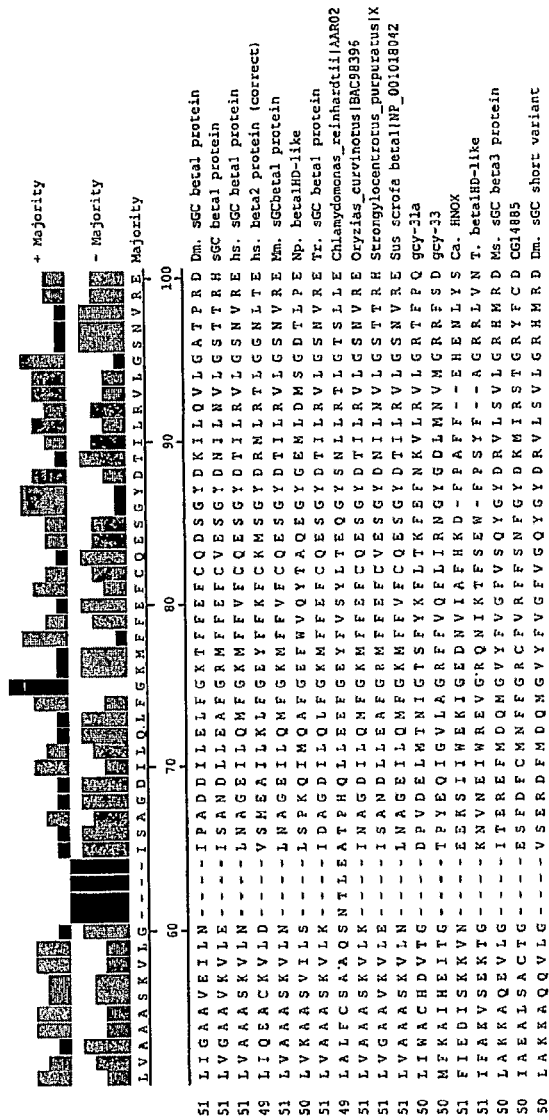 + Majority
- Majority
L V A A A S K V L G - - - - - I S A G D I L Q L F G K M F F E F C Q E S G Y D T I L R V L G S N V R E Majority
60 70 80 90 100
51 L I G A A V E I L N - - - - - I P A D D I L E L F G K T F F E F C Q D S G Y D K I L Q V L G A T P R D Dm. sGC beta1 protein
51 L V G A A V K V L E - - - - - I S A N D L L E A F G R M F F E F C V E S G Y D N I L N V L G S T T R H sGC beta1 protein
51 L V A A A S K V L N - - - - - L N A G E I L Q M F G K M F F V F C Q E S G Y D T I L R V L G S N V R E hs. sGC beta1 protein
49 L I Q E A C K V L D - - - - - V S M E A I L K L F G E Y F F K F C K M S G Y D R M L R T L G G N L T E hs. beta2 protein (correct)
51 L V A A A S K V L N - - - - - L N A G E I L Q M F G K M F F V F C Q E S G Y D T I L R V L G S N V R E Mm. sGCbeta1 protein
50 L V K A A S V I L S - - - - - L S P K Q I M Q A F G E F W V Q Y T A Q E G Y G E M L D M S G D T L P E Np. beta1HD-like
51 L V A A A S K V L K - - - - - I D A G D I L Q L F G K M F F E F C Q E S G Y D T I L R V L G S N V R E Tr. sGC beta1 protein
49 L A L F C S A A Q S N T L E A T P H Q L L E E F G E Y F V S Y L T E Q G Y S N L L R T L G T S L L E Chlamydomonas_reinhardtii|AAR02
51 L V A A A S K V L K - - - - - I N A G D I L Q M F G K M F F E F C Q E S G Y D T I L R V L G S N V R E Oryzias_curvinotus|BAC98396
51 L V G A A V K V L E - - - - - I S A N D L L E A F G R M F F E F C V E S G Y D N I L N V L G S T T R H Strongylocentrotus_purpuratus|X
51 L V A A A S K V L N - - - - - L N A G E I L Q M F G K M F F V F C Q E S G Y D T I L R V L G S N V R E Sus scrofa beta1|NP_001018042
50 L I W A C H D V T G - - - - - D P V D E L M T N I G T S F Y K F L T K F E F N K V L R V L G R T F P Q gcy-31a
50 M F K A I H E I T G - - - - - T P Y E Q I G V L A G R F F V Q F L I R N G Y G D L M N V M G R R F S D gcy-33
51 F I E D I S K K V N - - - - - E E K S I I W E K I G E D N V I A F H K D - F P A F F - - E H E N L Y S Ca. HNOX
51 I F A K V S E K T G - - - - - K N V N E I W R E V G R Q N I K T F S E W - F P S Y F - - A G R R L V N T. beta1HD-like
50 L A K K A Q E V L G - - - - - I T E R E F M D Q M G V Y F V G F V S Q Y G Y D R V L S V L G R H M R D Ms. sGC beta3 protein
50 I A E A L S A C T G - - - - - E S F D F C M N F F G R C F V R F F S N F G Y D K M I R S T G R Y F C D CG14885
50 L A K K A Q Q V L G - - - - - V S E R D F M D Q M G V Y F V G F V G Q Y G Y D R V L S V L G R H M R D Dm. sGC short variant